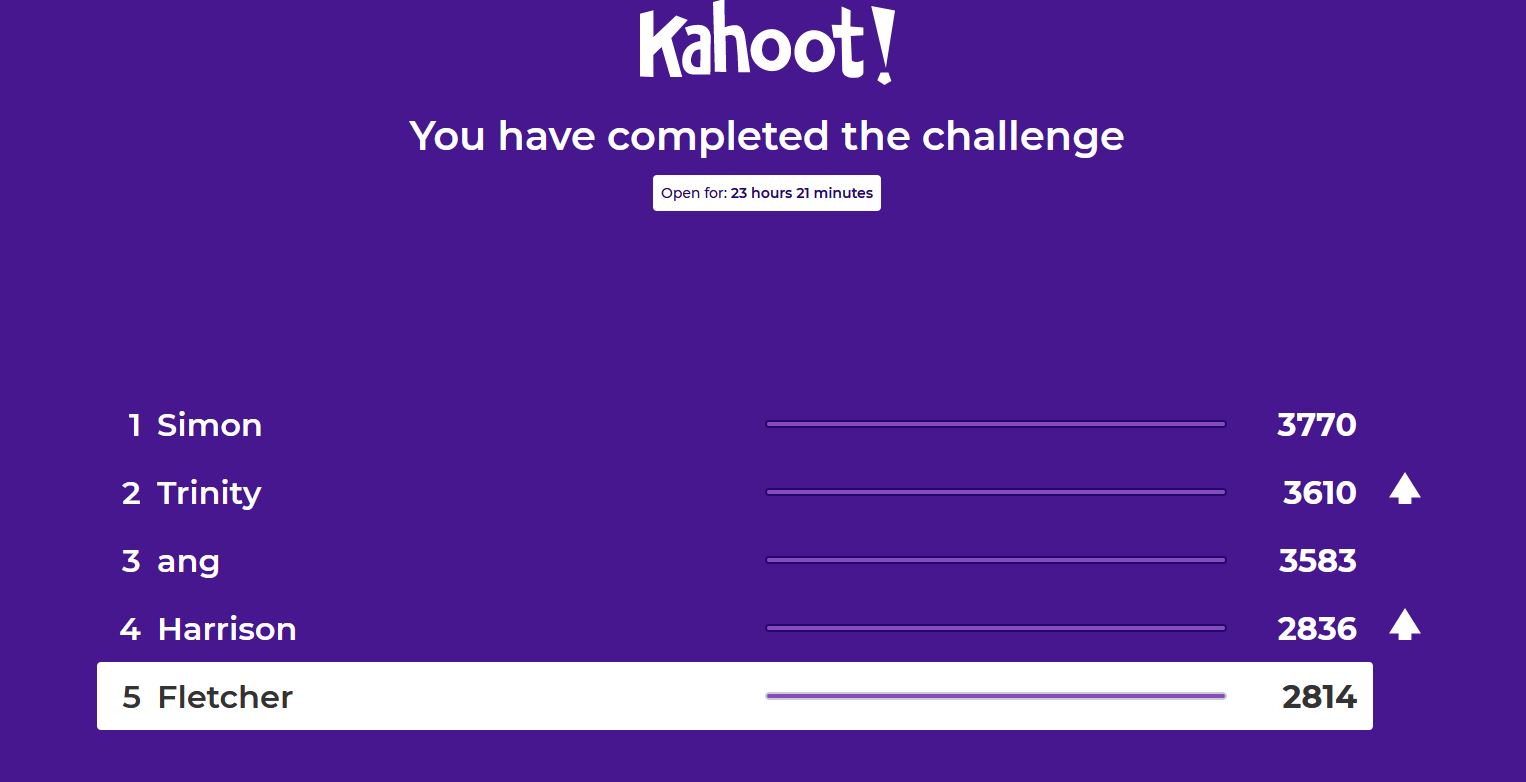 Kahoot!
You have completed the challenge
Open for: 23 hours 21 minutes
1 Simon 3770
2 Trinity 3610
3 ang 3583
4 Harrison 2836
5 Fletcher 2814